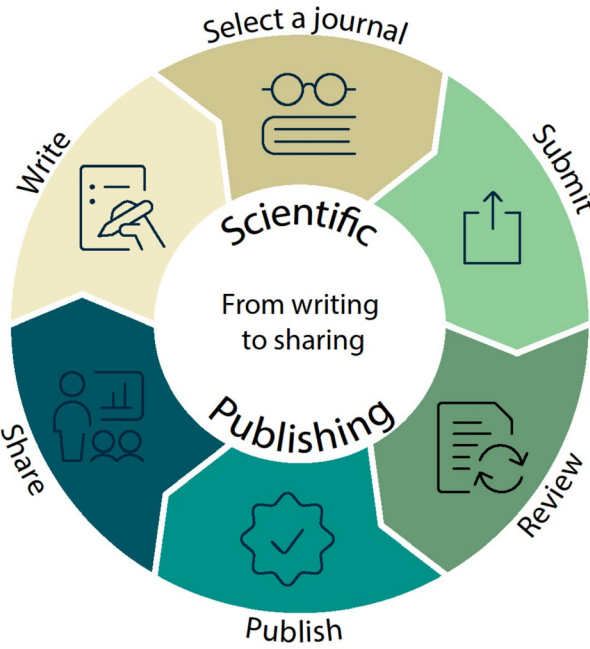 Select a journal
Submit
Review
Publish
Share
Write
Scientific
From writing
to sharing
Publishing